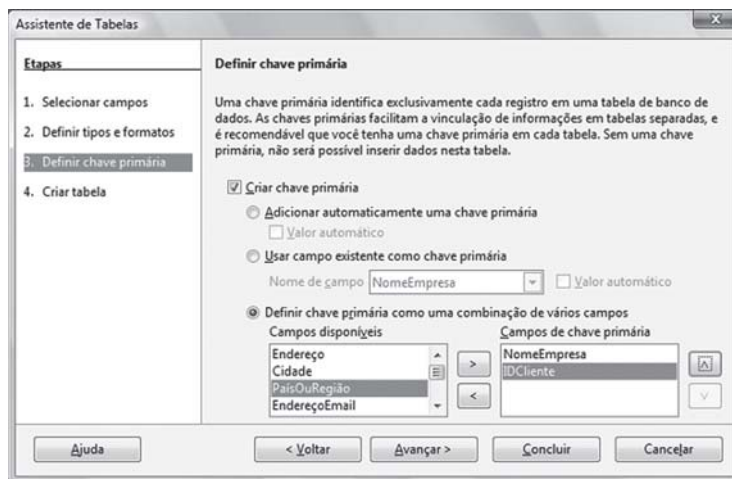 Assistente de Tabelas
X
Etapas
1. Selecionar campos
2. Definir tipos e formatos
3. Definir chave primária
4. Criar tabela
Definir chave primária
Uma chave primária identifica exclusivamente cada registro em uma tabela de banco de
dados. As chaves primárias facilitam a vinculação de informações em tabelas separadas, e
é recomendável que você tenha uma chave primária em cada tabela. Sem uma chave
primária, não será possível inserir dados nesta tabela.
Criar chave primária
Adicionar automaticamente uma chave primária
Valor automático
Usar campo existente como chave primária
Nome de campo NomeEmpresa Valor automático
Definir chave primária como uma combinação de vários campos
Campos disponíveis
Endereço
Cidade
PaísOuRegião
EndereçoEmail
>
<
Campos de chave primária
NomeEmpresa
IDCliente
Ajuda
< Voltar
Avançar >
Concluir
Cancelar